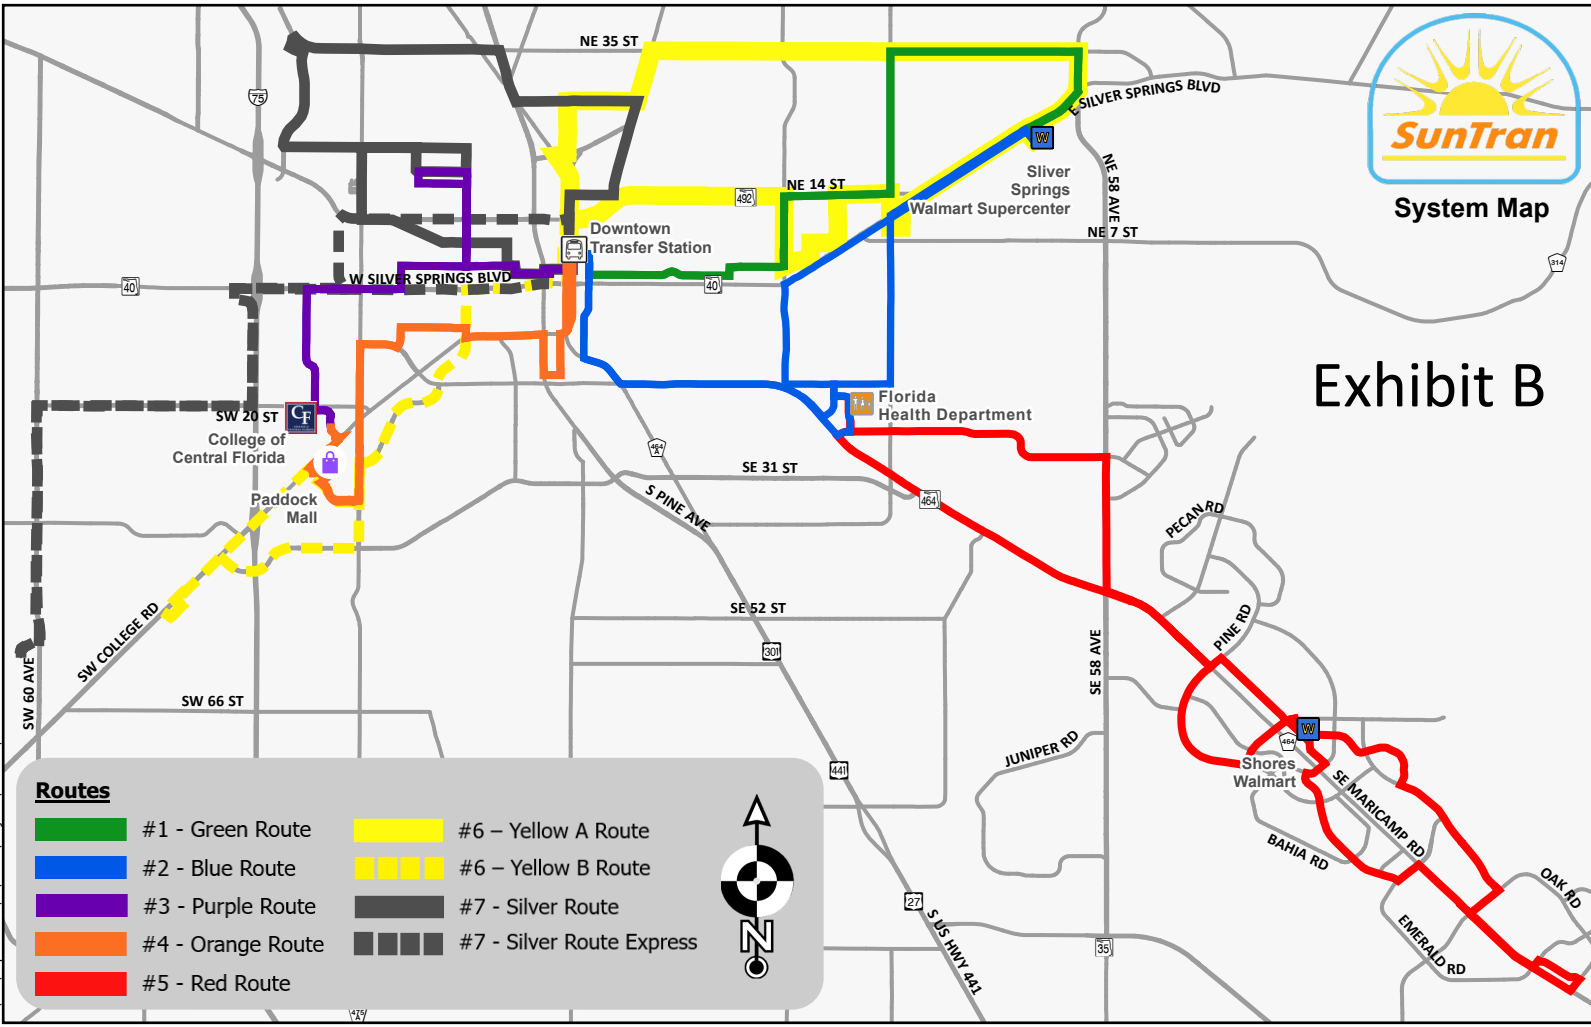 NE 35 ST
75
E SILVER SPRINGS BLVD
W
SunTran
System Map
NE 58 AVE
Sliver
Springs
Walmart Supercenter
NE 14 ST
492
Downtown
Transfer Station
NE 7 ST
314
W SILVER SPRINGS BLVD
40
40
Exhibit B
CF
SW 20 ST
College of
Central Florida
Florida
Health Department
464
A
SE 31 ST
Paddock
Mall
S PINE AVE
464
PECAN RD
SE 52 ST
PINE RD
301
SW COLLEGE RD
SW 60 AVE
SE 58 AVE
SW 66 ST
W
464
Shores
Walmart
JUNIPER RD
441
SE MARICAMP RD
BAHIA RD
OAK RD
EMERALD RD
27
S US HWY 441
35
475
A
Routes
#1 - Green Route
#2 - Blue Route
#3 - Purple Route
#4 - Orange Route
#5 - Red Route
#6 – Yellow A Route
#6 – Yellow B Route
#7 - Silver Route
#7 - Silver Route Express
N